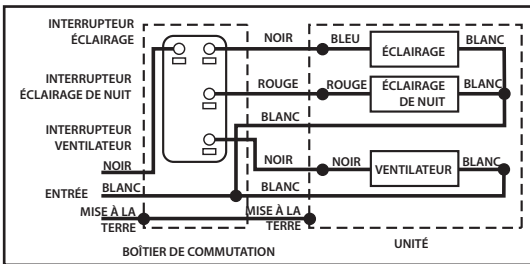 INTERRUPTEUR
ÉCLAIRAGE
NOIR
BLEU
ÉCLAIRAGE
BLANC
INTERRUPTEUR
ÉCLAIRAGE DE NUIT
ROUGE
ROUGE
ÉCLAIRAGE
DE NUIT
BLANC
BLANC
INTERRUPTEUR
VENTILATEUR
NOIR
NOIR
NOIR
VENTILATEUR
BLANC
ENTRÉE
BLANC
BLANC
MISE À LA
TERRE
MISE À LA
TERRE
BOÎTIER DE COMMUTATION
UNITÉ